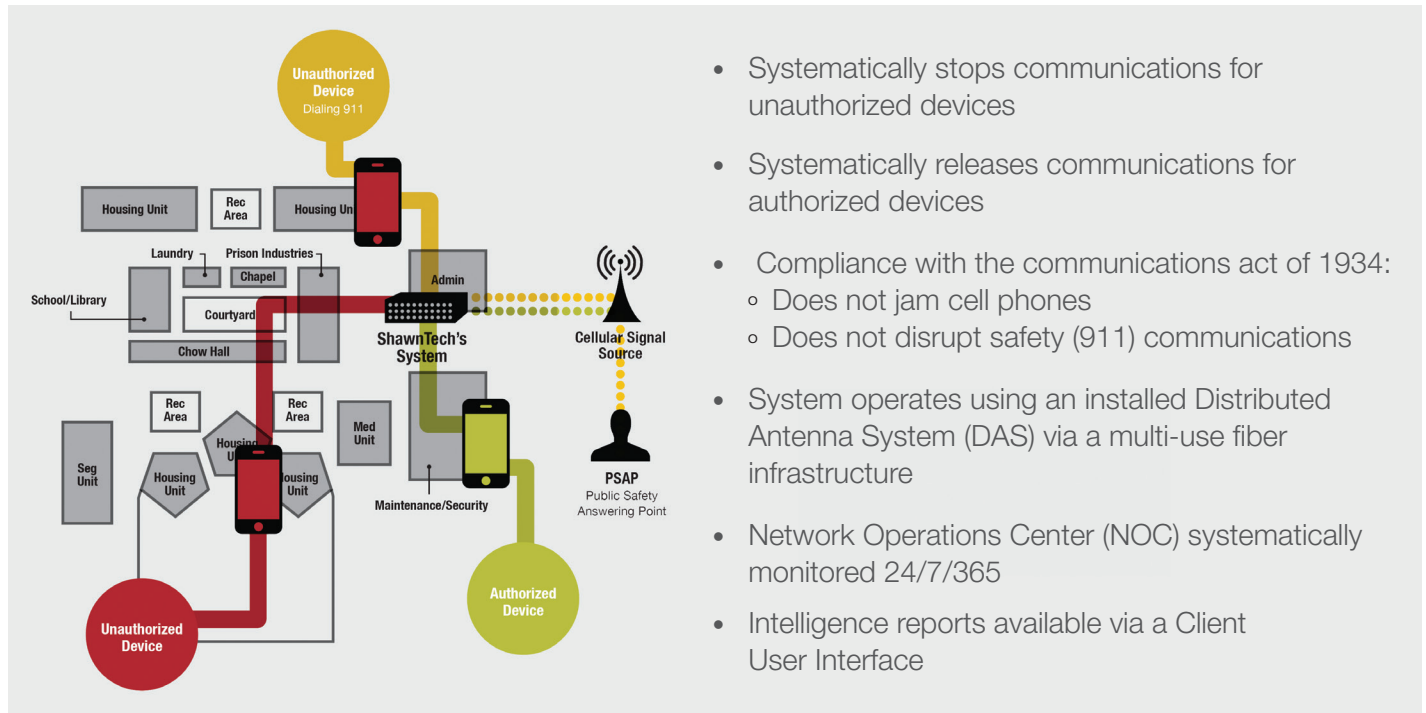 Unauthorized
Device
Dialing 911
Housing Unit
Rec
Area
Housing Un
Laundry
Prison Industries
Chapel
Admin
School/Library
Courtyard
ShawnTech's
System
Cellular Signal
Source
Chow Hall
Rec
Area
Rec
Area
Med
Unit
Housing
U
Seg
Unit
Housing
Unit
ousing
Unit
Maintenance/Security
PSAP
Public Safety
Answering Point
Authorized
Device
Unauthorized
Device
• Systematically stops communications for
unauthorized devices
• Systematically releases communications for
authorized devices
• Compliance with the communications act of 1934:
∘ Does not jam cell phones
∘ Does not disrupt safety (911) communications
• System operates using an installed Distributed
Antenna System (DAS) via a multi-use fiber
infrastructure
• Network Operations Center (NOC) systematically
monitored 24/7/365
• Intelligence reports available via a Client
User Interface